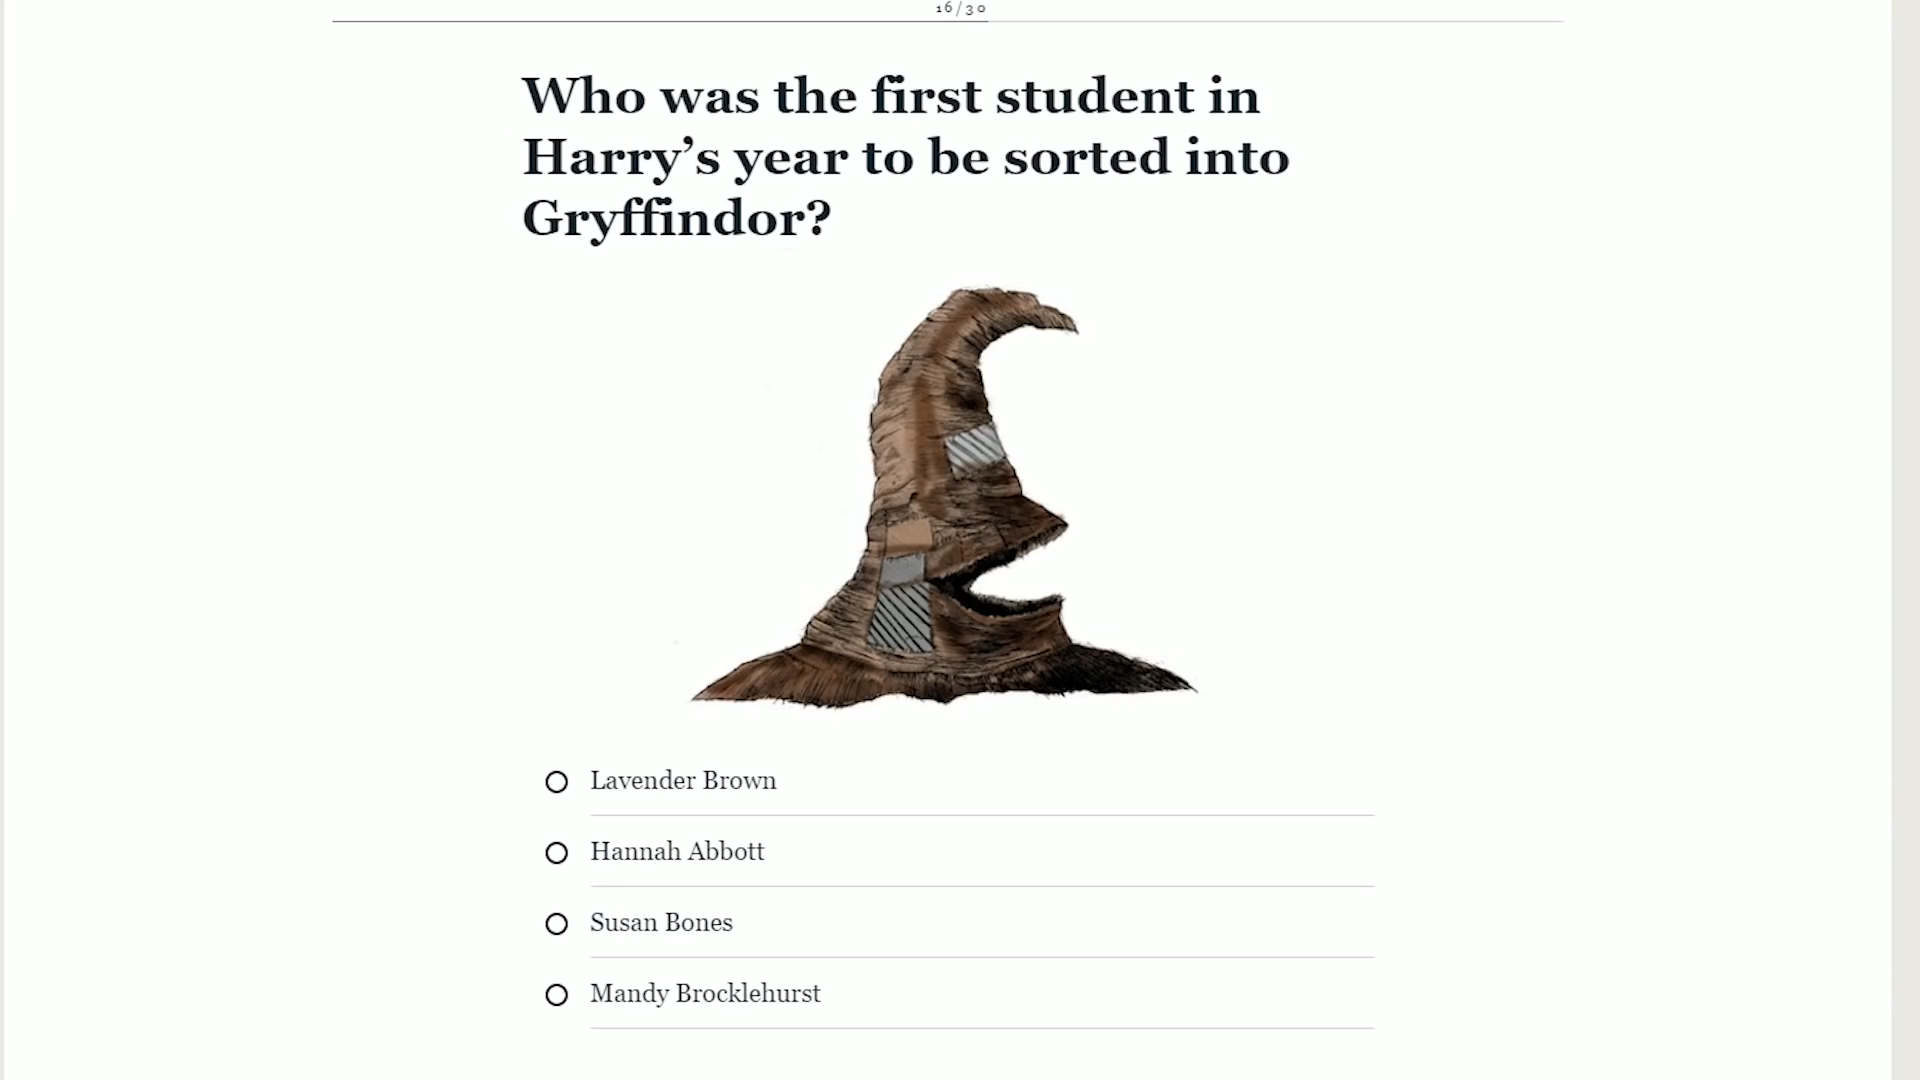 16/30
Who was the first student in
Harry’s year to be sorted into
Gryffindor?
Lavender Brown
Hannah Abbott
Susan Bones
Mandy Brocklehurst